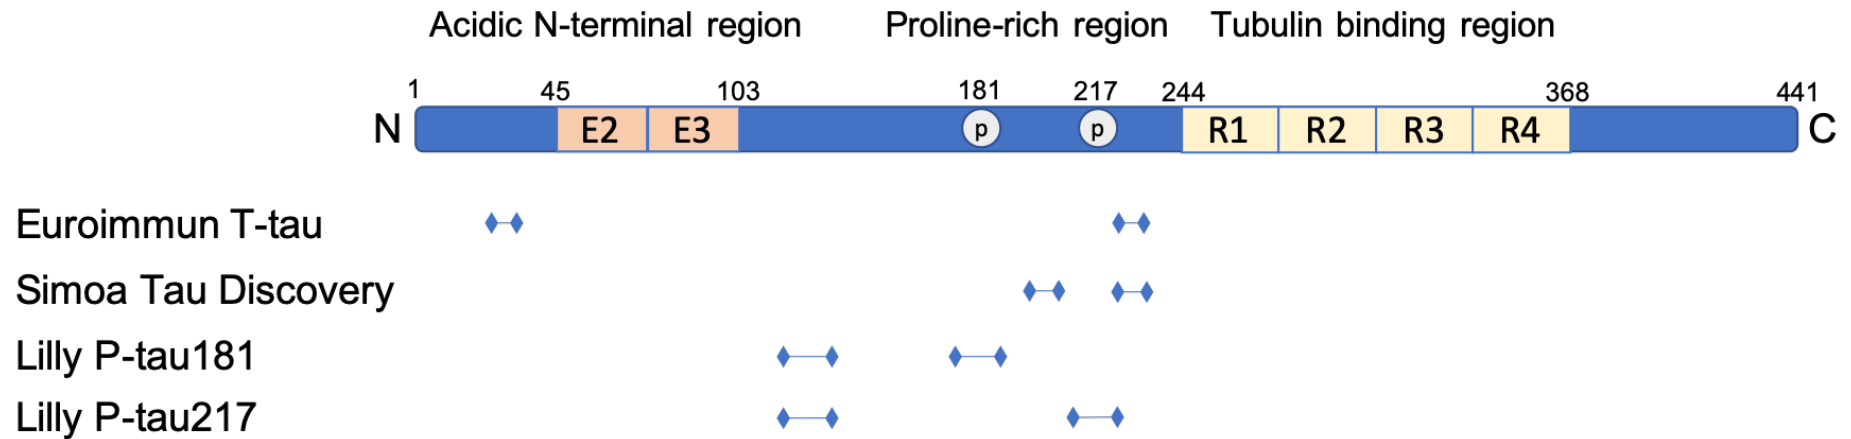 Acidic N-terminal region Proline-rich region Tubulin binding region
1 45 103 181 217 244 368 441
N E2 E3 p p R1 R2 R3 R4 C
Euroimmun T-tau
Simoa Tau Discovery
Lilly P-tau181
Lilly P-tau217